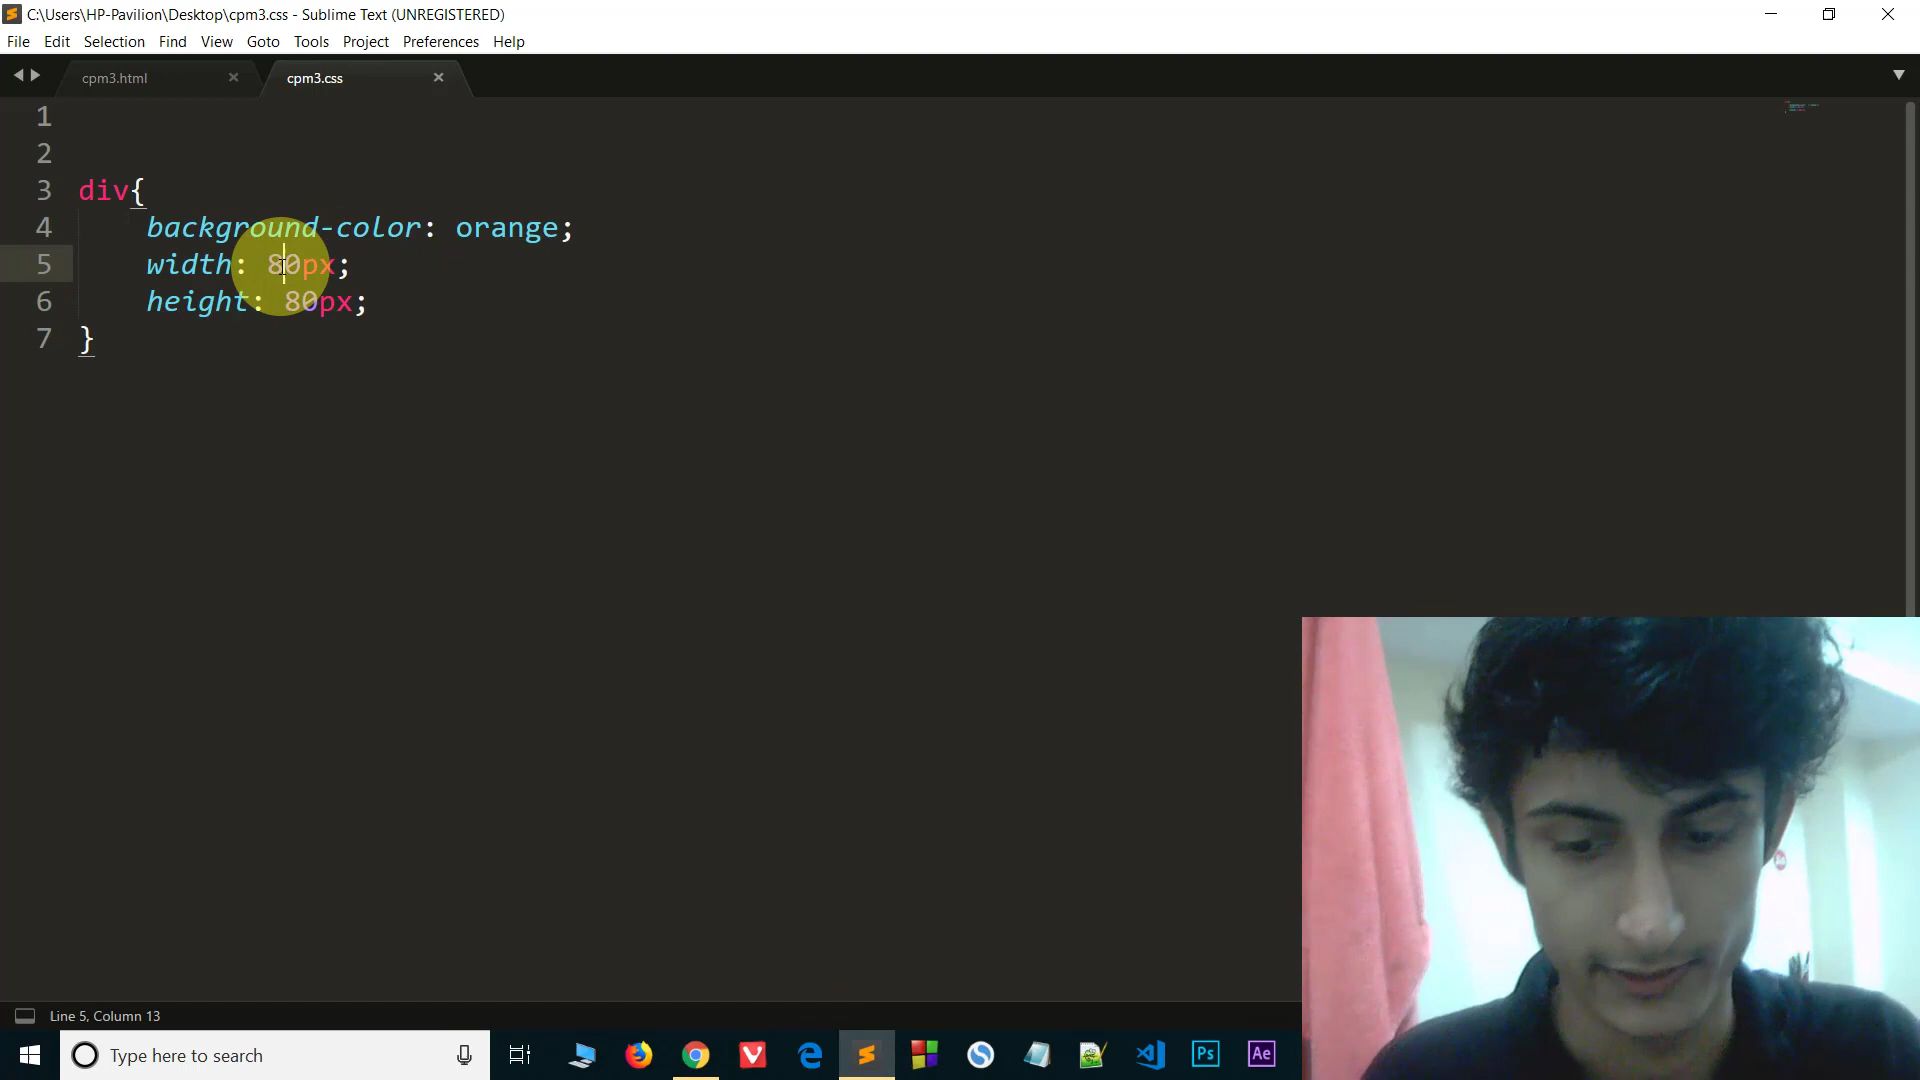 C:\Users\HP-Pavilion\Desktop\cpm3.css - Sublime Text (UNREGISTERED)
File Edit Selection Find View Goto Tools Project Preferences Help
cpm3.html cpm3.css
1
2
3 div{
4 background-color: orange;
5 width: 80px;
6 height: 80px;
7 }
Line 5, Column 13
Type here to search
Ps Ae